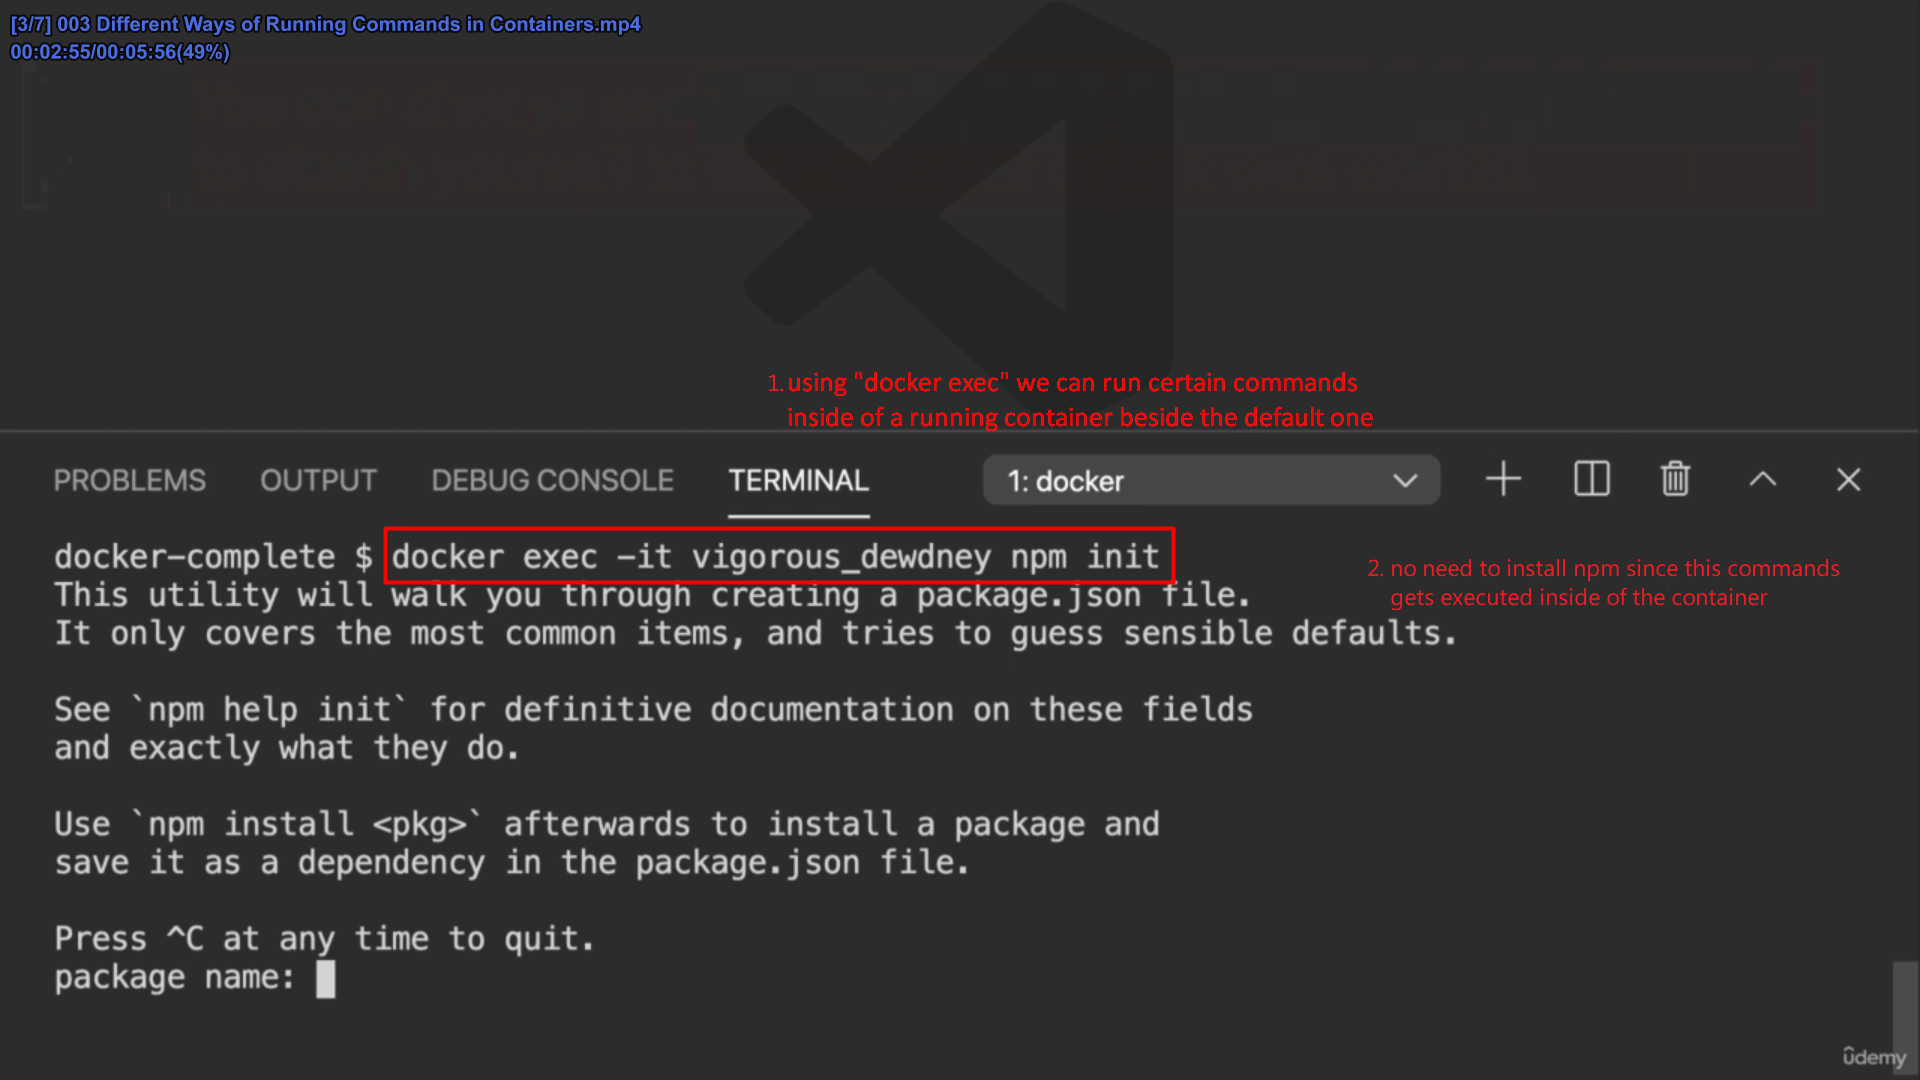 [3/7] 003 Different Ways of Running Commands in Containers.mp4
00:02:55/00:05:56(49%)
1. using "docker exec" we can run certain commands
inside of a running container beside the default one
PROBLEMS OUTPUT DEBUG CONSOLE TERMINAL 1: docker
docker-complete $ docker exec -it vigorous_dewdney npm init
2. no need to install npm since this commands
gets executed inside of the container
This utility will walk you through creating a package.json file.
It only covers the most common items, and tries to guess sensible defaults.
See `npm help init` for definitive documentation on these fields
and exactly what they do.
Use `npm install <pkg>` afterwards to install a package and
save it as a dependency in the package.json file.
Press ^C at any time to quit.
package name:
ûdemy